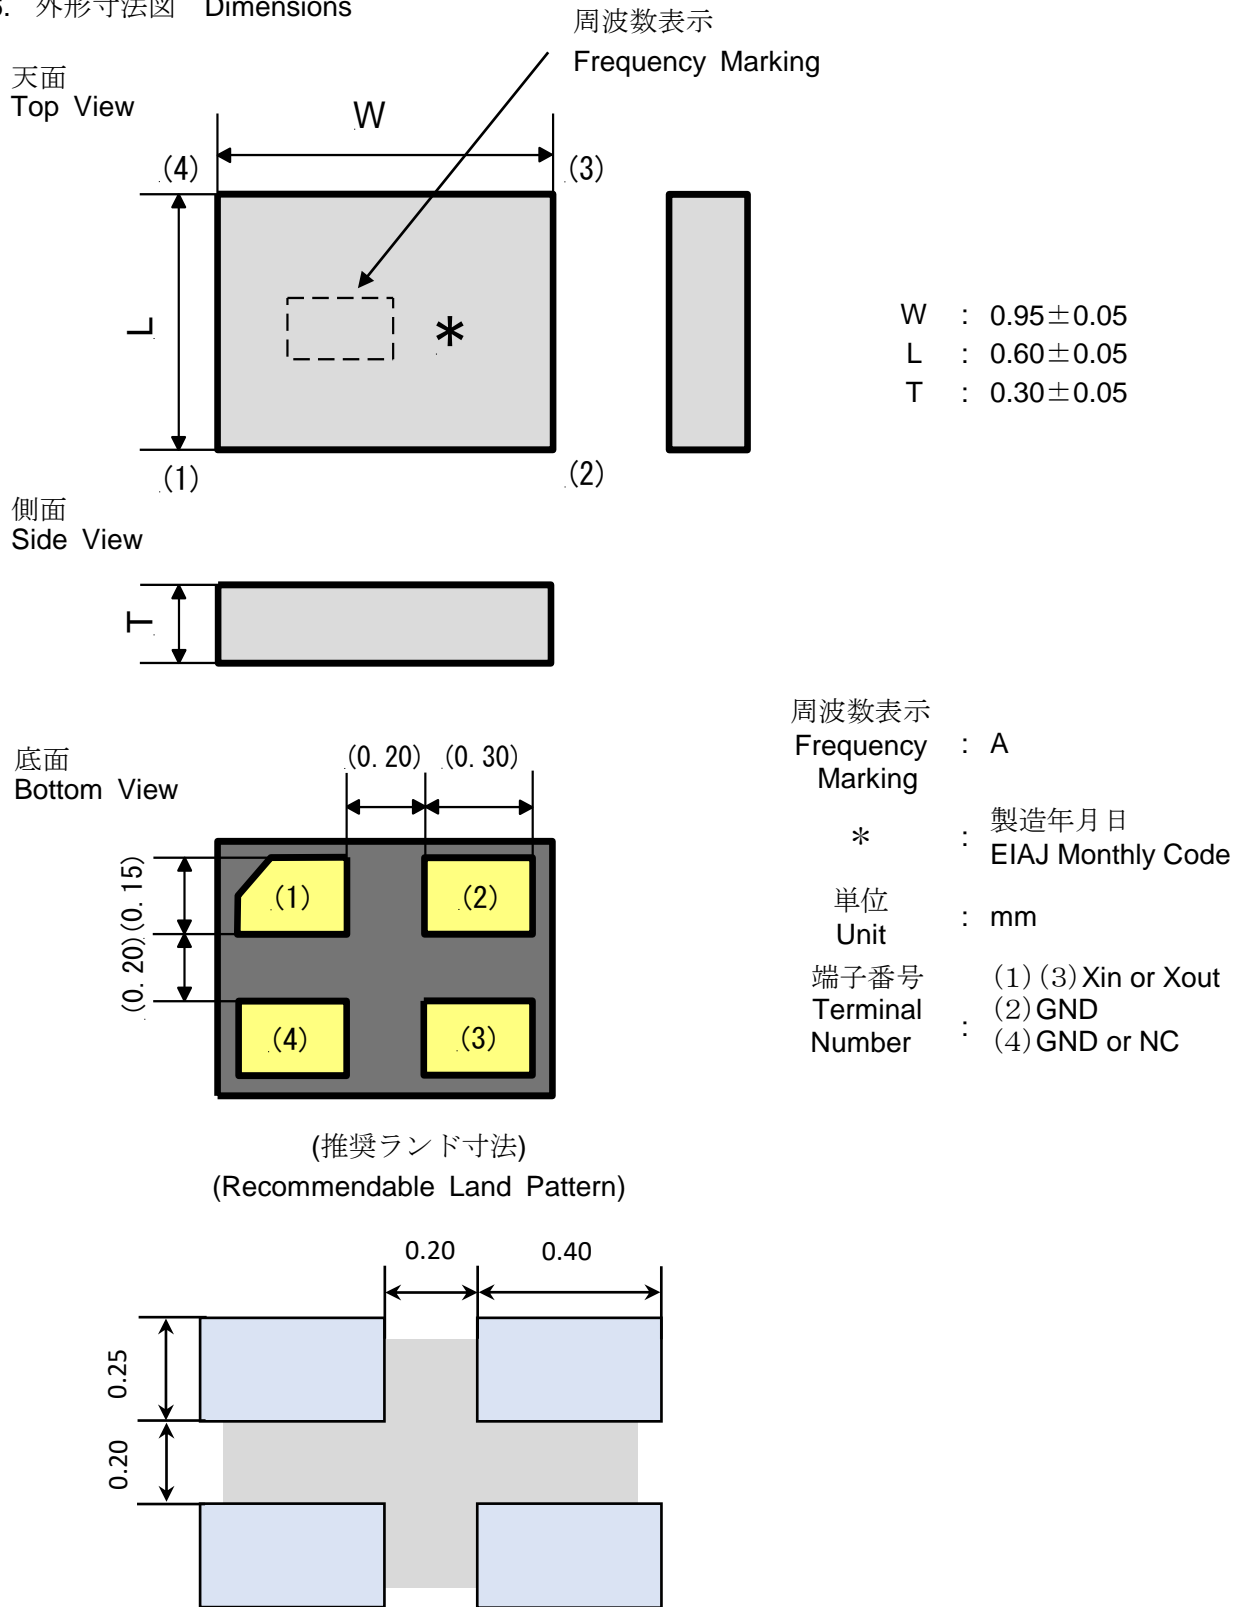 外形寸法図 Dimensions
周波数表示
Frequency Marking
天面
Top View
W
(4)
(3)
L
*
W : 0.95±0.05
L : 0.60±0.05
T : 0.30±0.05
(1)
(2)
側面
Side View
T
底面
Bottom View
(0.20) (0.30)
(0.15)
(0.20)
(1)
(2)
(4)
(3)
周波数表示
Frequency : A
Marking
＊ : 製造年月日
EIAJ Monthly Code
単位
Unit : mm
端子番号
Terminal
Number :
(1)(3)Xin or Xout
(2)GND
(4)GND or NC
(推奨ランド寸法)
(Recommendable Land Pattern)
0.20 0.40
0.25
0.20